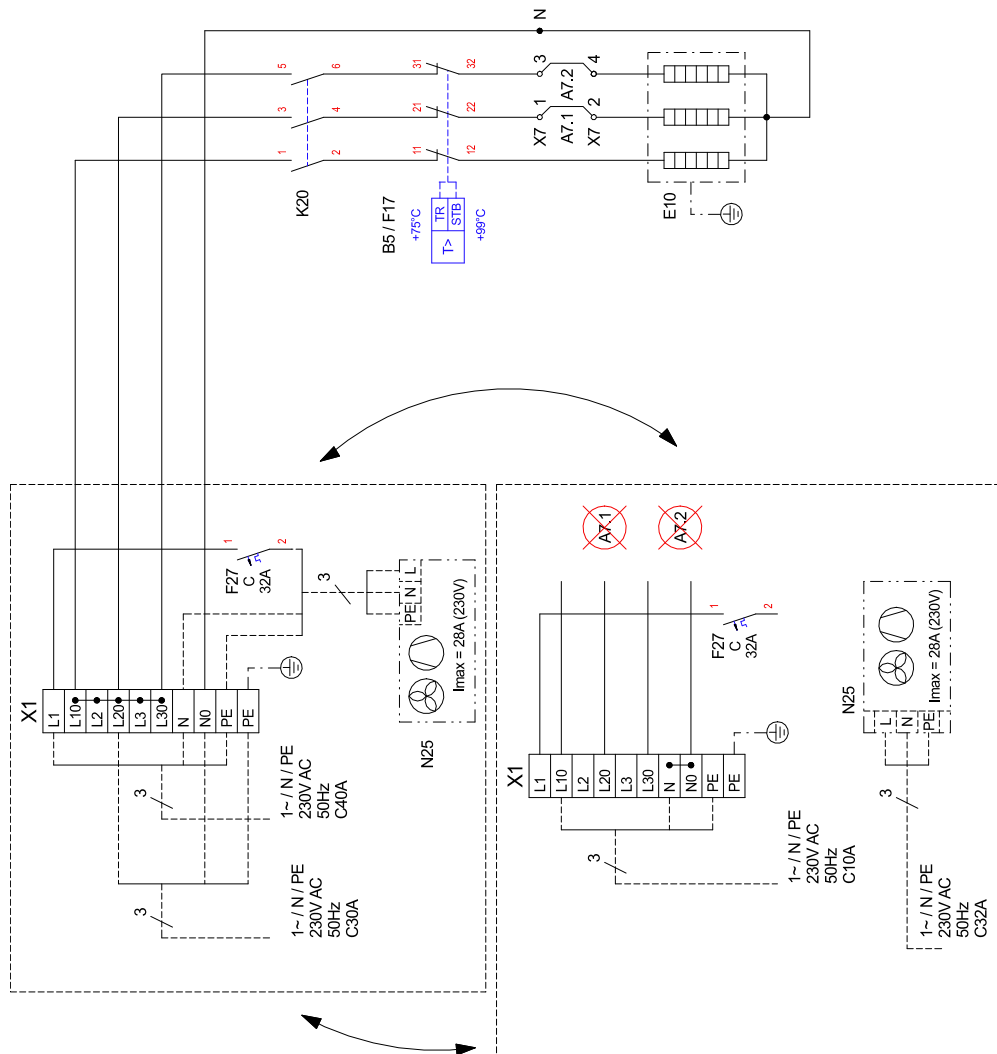 N
5
6
31
32
3
4
A7.2
3
4
21
22
X7
1
A7.1
X7
2
1
2
11
12
K20
B5 / F17
+75°C
T>
TR
STB
+99°C
E10
X1
L1
L10
L2
L20
L3
L30
N
N0
PE
PE
1
2
F27
C
32A
3
PE
N
L
Imax = 28A (230V)
N25
3
1~ / N / PE
230V AC
50Hz
C40A
3
1~ / N / PE
230V AC
50Hz
C30A
A7.1
A7.2
X1
L1
L10
L2
L20
L3
L30
N
N0
PE
PE
1
2
F27
C
32A
3
1~ / N / PE
230V AC
50Hz
C10A
N25
L
N
PE
Imax = 28A (230V)
3
1~ / N / PE
230V AC
50Hz
C32A